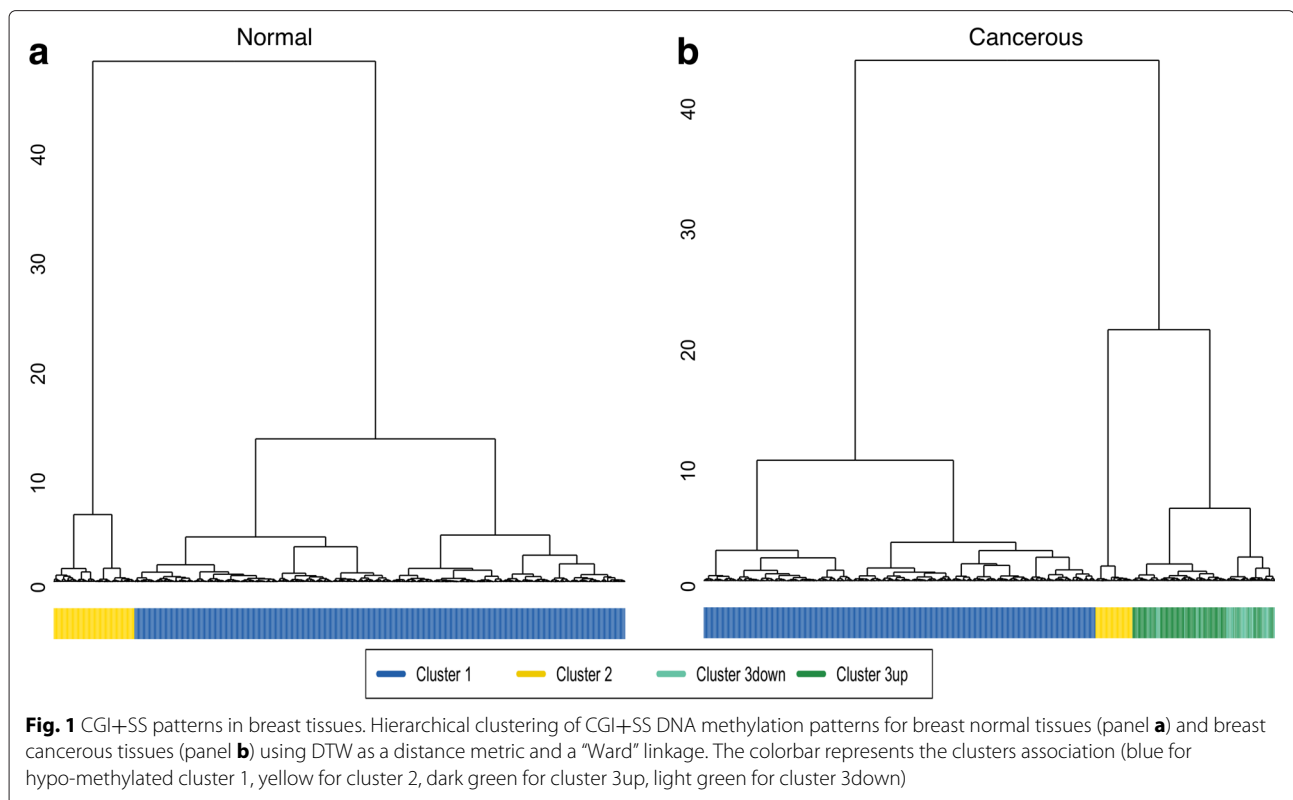 a
Normal
0 10 20 30 40
b
Cancerous
0 10 20 30 40
Cluster 1 Cluster 2 Cluster 3down Cluster 3up
Fig. 1 CGI+SS patterns in breast tissues. Hierarchical clustering of CGI+SS DNA methylation patterns for breast normal tissues (panel a) and breast
cancerous tissues (panel b) using DTW as a distance metric and a “Ward” linkage. The colorbar represents the clusters association (blue for
hypo-methylated cluster 1, yellow for cluster 2, dark green for cluster 3up, light green for cluster 3down)